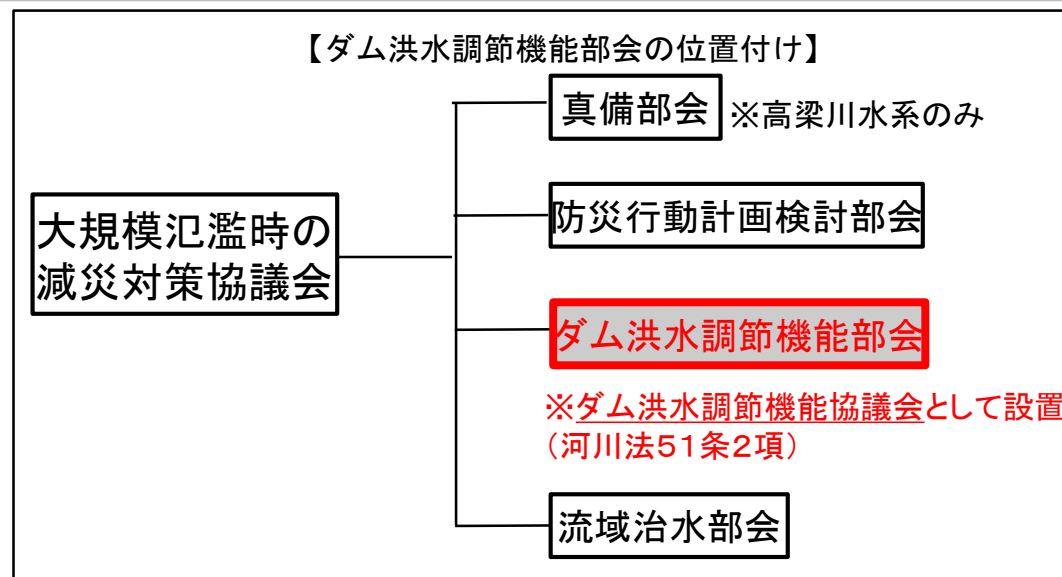 【ダム洪水調節機能部会の位置付け】
真備部会
※高梁川水系のみ
大規模氾濫時の
減災対策協議会
防災行動計画検討部会
ダム洪水調節機能部会
※ダム洪水調節機能協議会として設置
(河川法51条2項)
流域治水部会